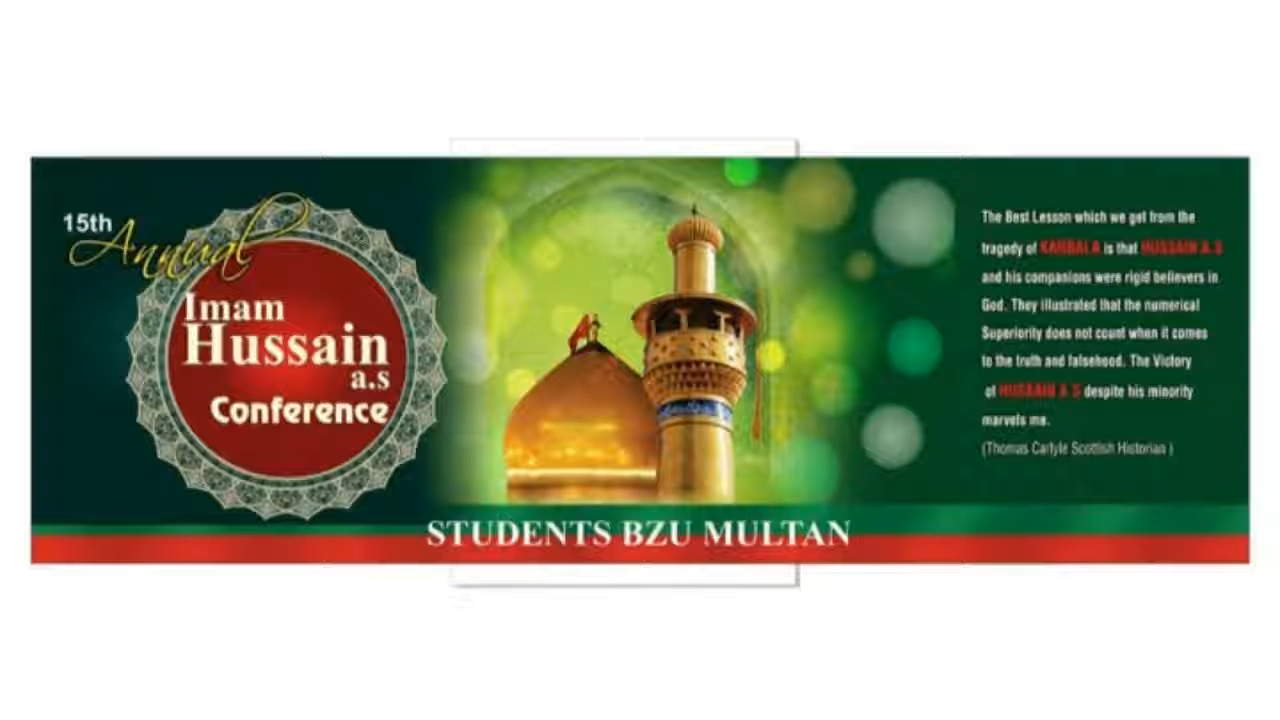 15th
Annual
Imam
Hussain
a.s
Conference
The Best Lesson which we get from the
tragedy of KARBALA is that HUSSAIN A.S
and his companions were rigid believers in
God. They illustrated that the numerical
Superiority does not count when it comes
to the truth and falsehood. The Victory
of HUSSAIN A S despite his minority
marvels me.
(Thomas Carlyle Scottish Historian )
STUDENTS BZU MULTAN